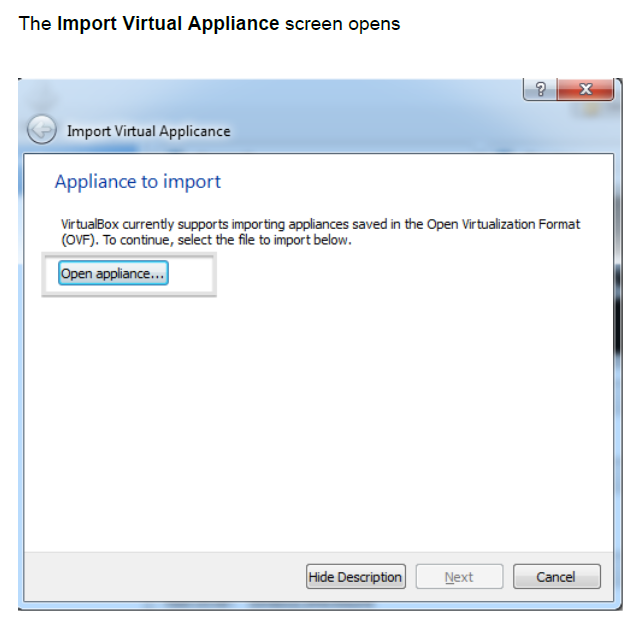 The Import Virtual Appliance screen opens
?
X
Import Virtual Applicance
Appliance to import
VirtualBox currently supports importing appliances saved in the Open Virtualization Format
(OVF). To continue, select the file to import below.
Open appliance...
Hide Description Next Cancel